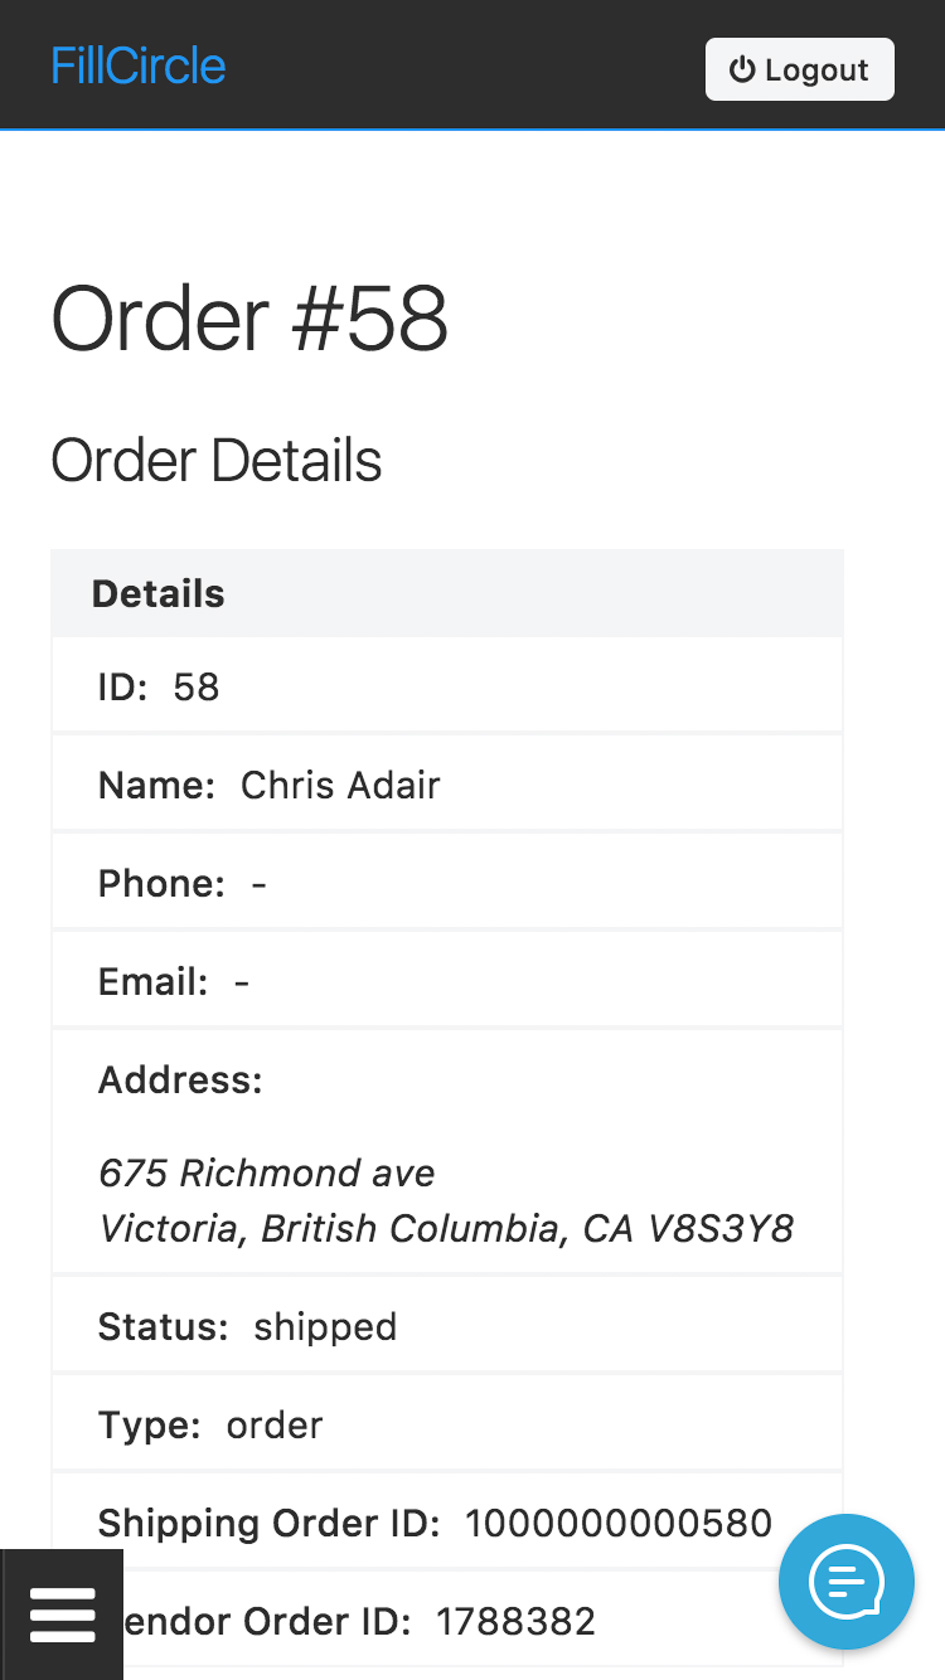 FillCircle
Logout
Order #58
Order Details
Details
ID: 58
Name: Chris Adair
Phone: -
Email: -
Address:
675 Richmond ave
Victoria, British Columbia, CA V8S3Y8
Status: shipped
Type: order
Shipping Order ID: 1000000000580
endor Order ID: 1788382